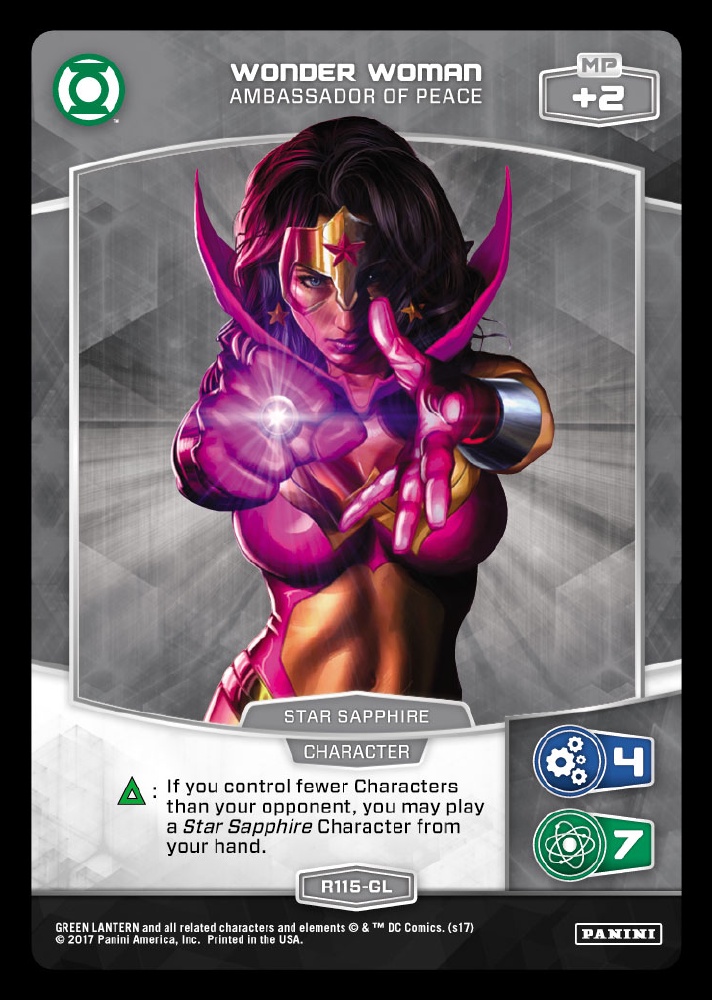 WONDER WOMAN
AMBASSADOR OF PEACE
MP
+2
™
STAR SAPPHIRE
CHARACTER
: If you control fewer Characters
than your opponent, you may play
a Star Sapphire Character from
your hand.
4
7
R115-GL
GREEN LANTERN and all related characters and elements © & ™ DC Comics. (s17)
© 2017 Panini America, Inc. Printed in the USA.
PANINI